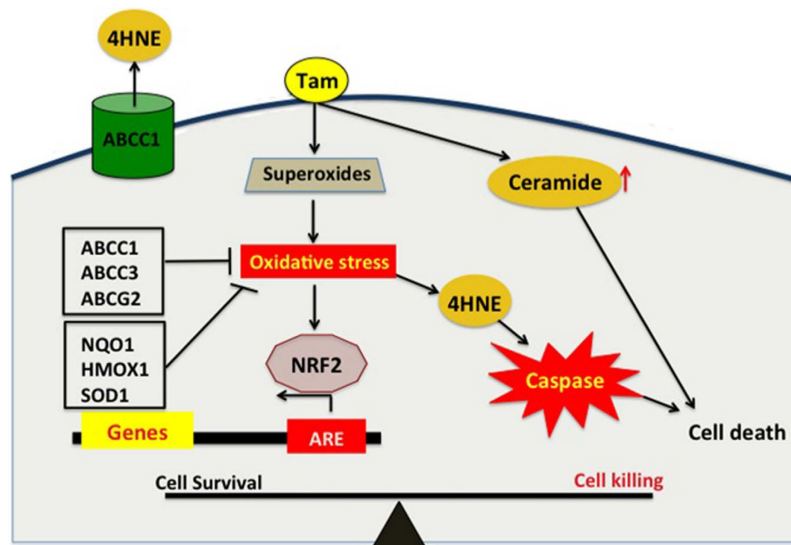 4HNE
Tam
ABCC1
Superoxides
Ceramide
ABCC1
ABCC3
ABCG2
Oxidative stress
4HNE
NQO1
HMOX1
SOD1
NRF2
Caspase
Genes
ARE
Cell death
Cell Survival
Cell killing